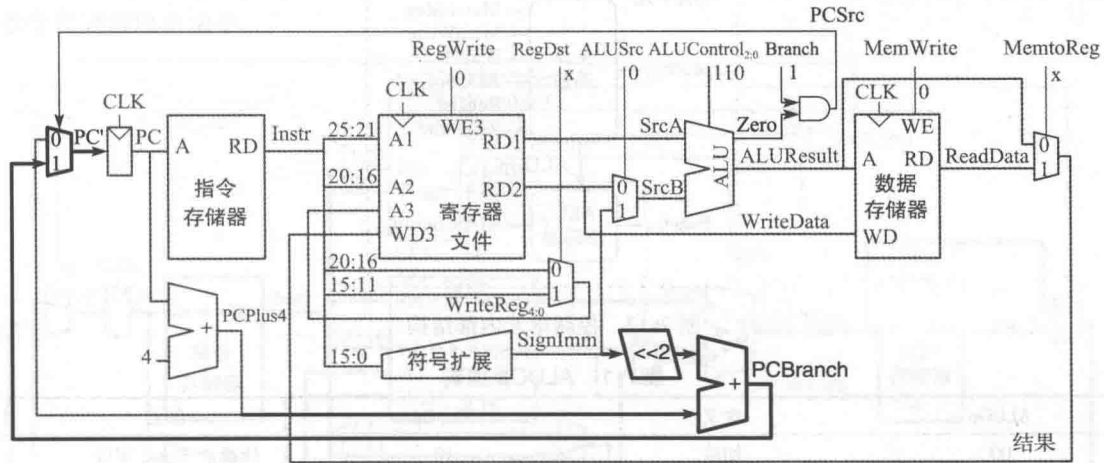 PCSrc
RegWrite RegDst ALUSrc ALUControl2:0 Branch MemWrite MemtoReg
0 x 0 110 1 0 x
CLK CLK CLK
0 1 PC' PC
A RD
指令
存储器
Instr
25:21 A1 WE3 RD1
20:16 A2 RD2
A3
WD3
寄存器
文件
SrcA
0 1 SrcB
ALU
Zero
ALUResult
WriteData
WE
A RD
数据
存储器
WD
ReadData
0 1
20:16 0
15:11 1
WriteReg4:0
PCPlus4
+
4
15:0 符号扩展 SignImm
<<2
+
PCBranch
结果